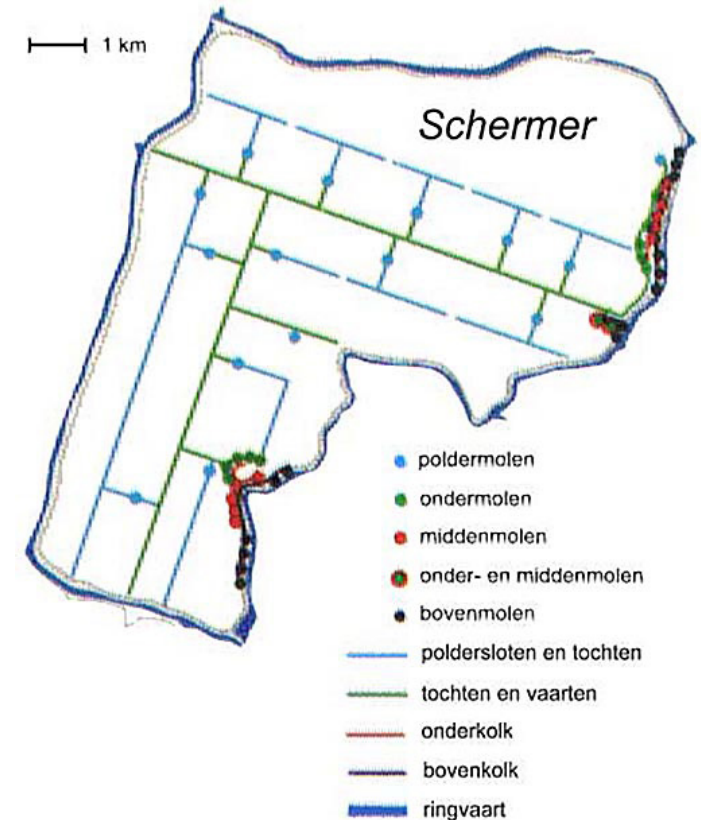 1 km
Schermer
poldermolen
ondermolen
middenmolen
onder- en middenmolen
bovenmolen
poldersloten en tochten
tochten en vaarten
onderkolk
bovenkolk
ringvaart